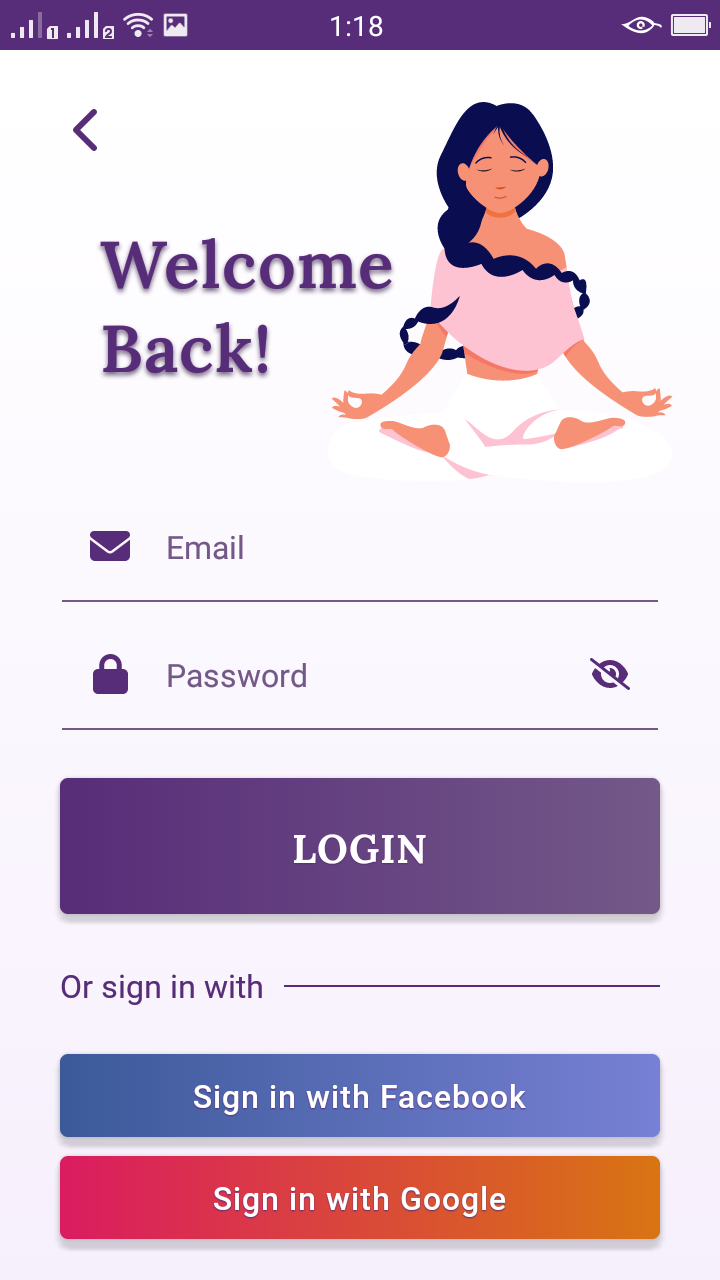 1 2 1:18
Welcome
Back!
Email
Password
LOGIN
Or sign in with
Sign in with Facebook
Sign in with Google